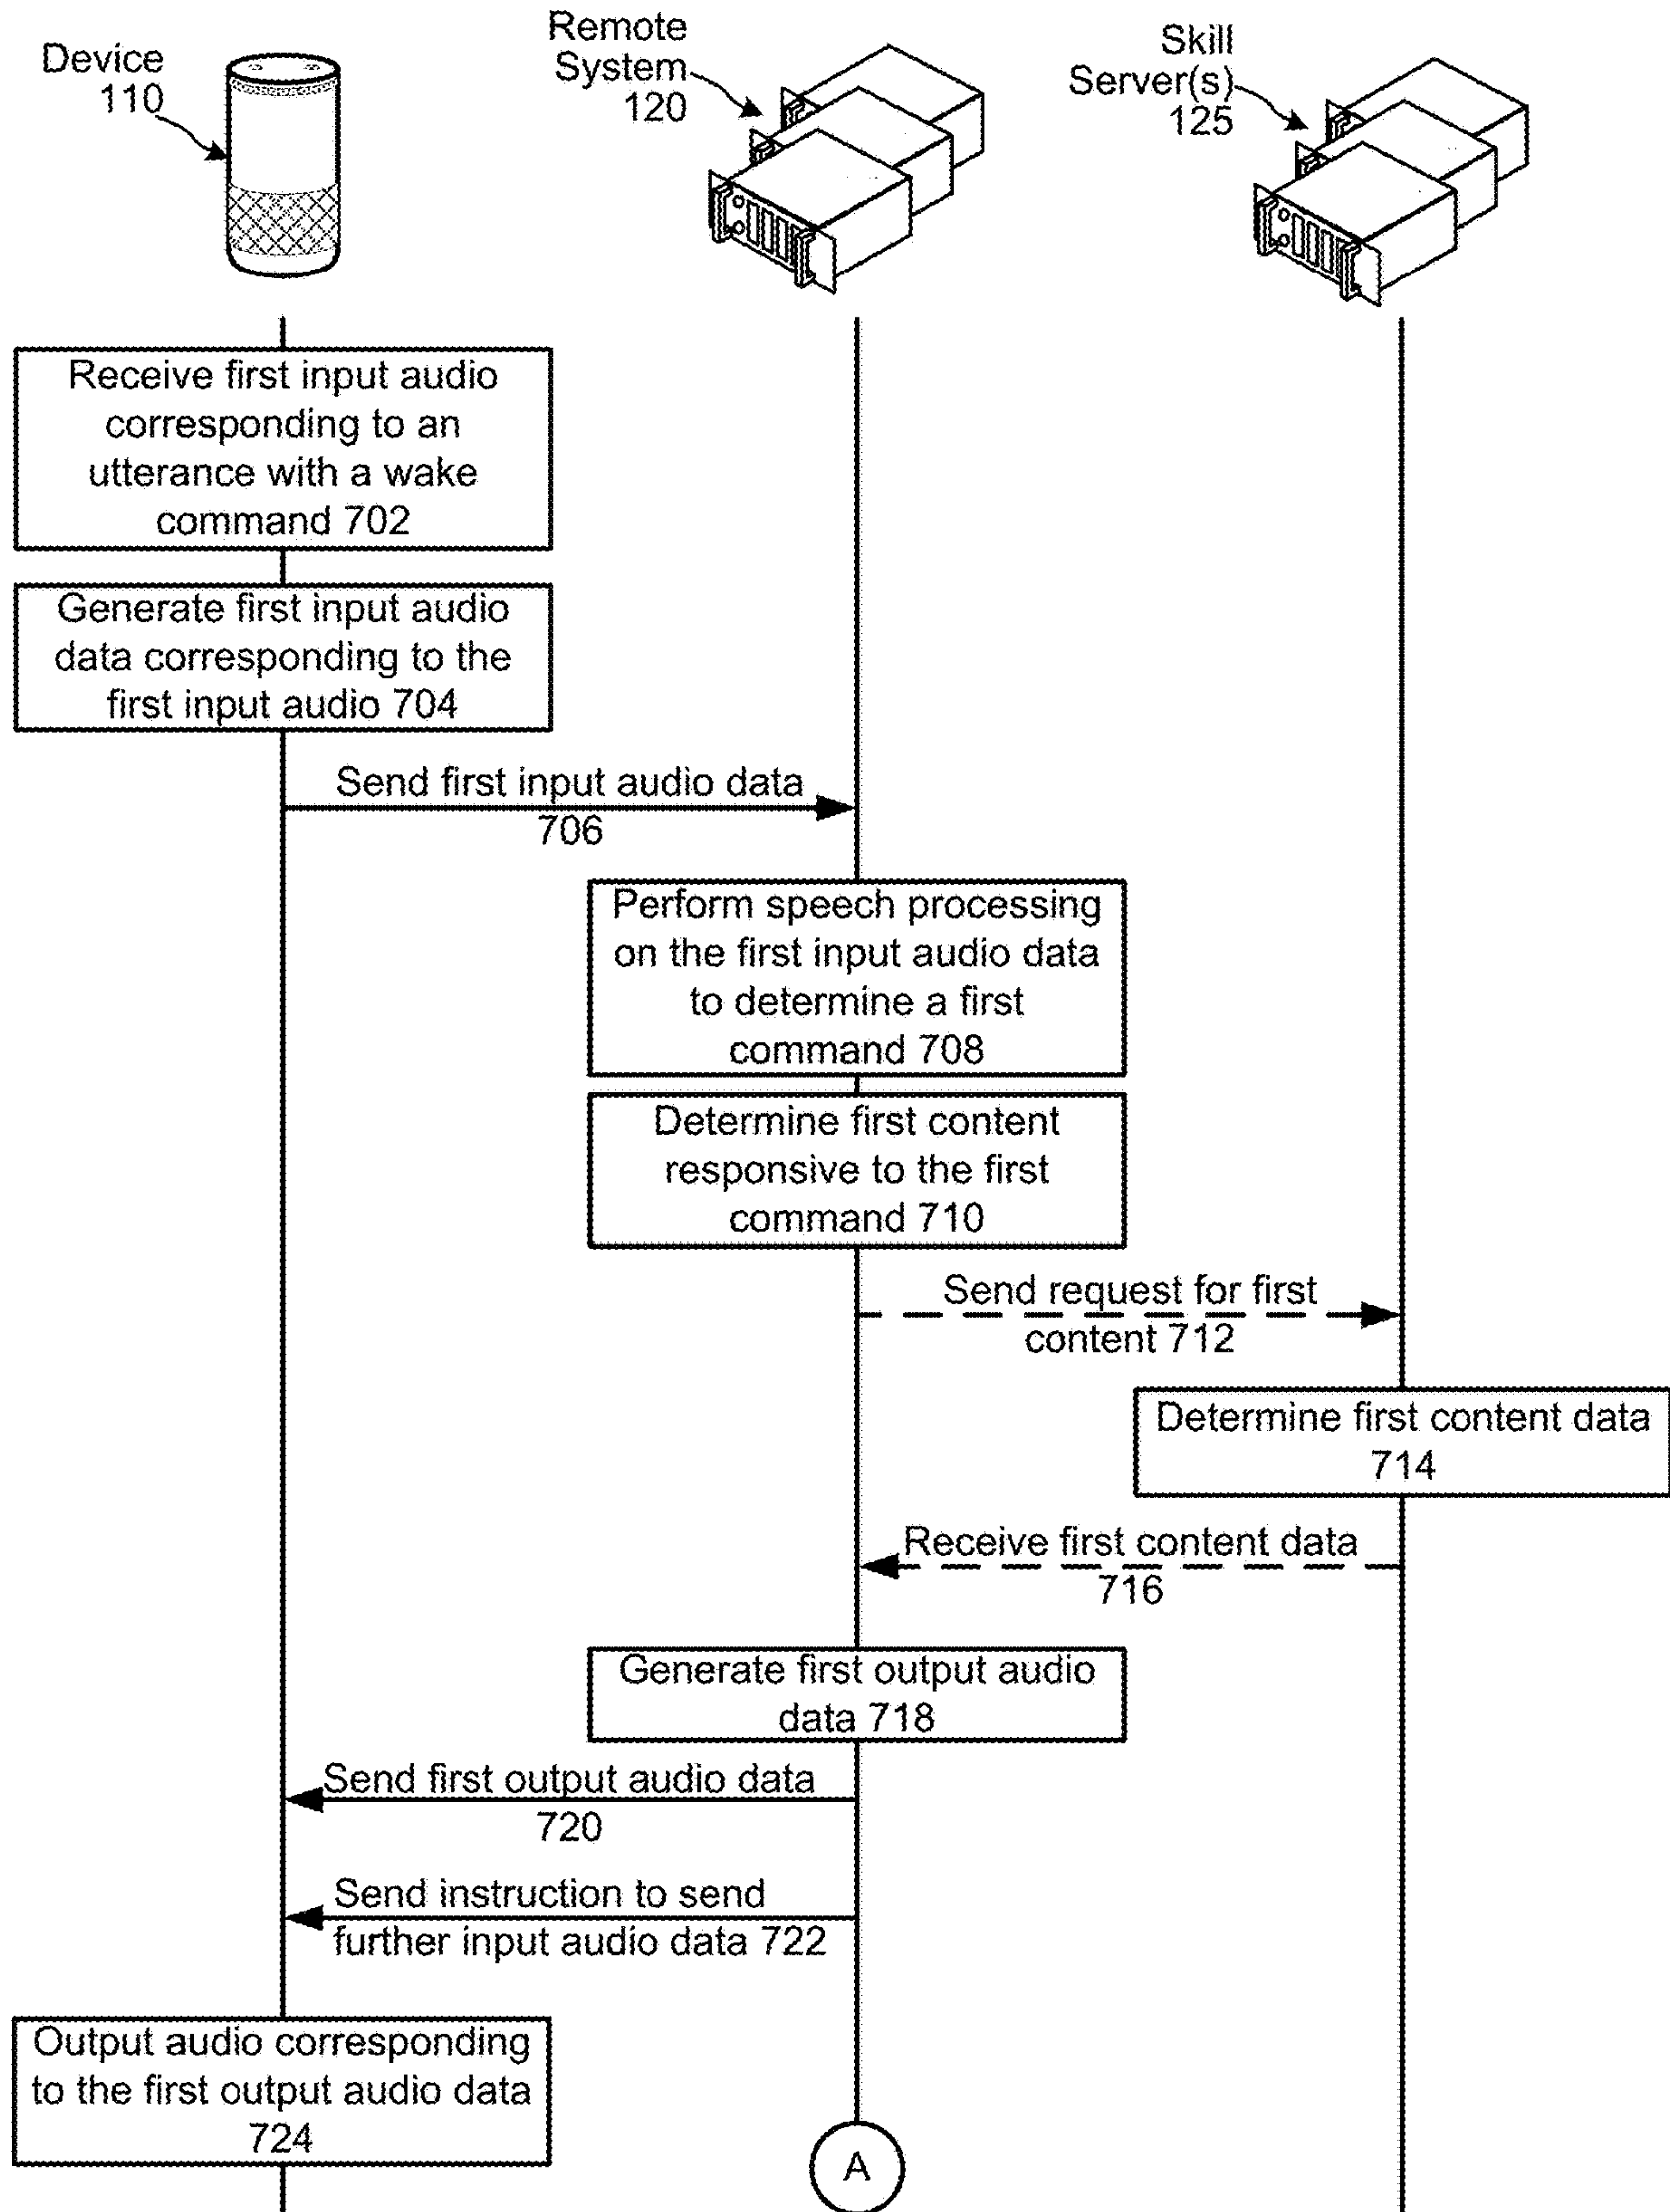 Device
110
Remote
System
120
Skill
Server(s)
125
Receive first input audio
corresponding to an
utterance with a wake
command 702
Generate first input audio
data corresponding to the
first input audio 704
Send first input audio data
706
Perform speech processing
on the first input audio data
to determine a first
command 708
Determine first content
responsive to the first
command 710
Send request for first
content 712
Determine first content data
714
Receive first content data
716
Generate first output audio
data 718
Send first output audio data
720
Send instruction to send
further input audio data 722
Output audio corresponding
to the first output audio data
724
A